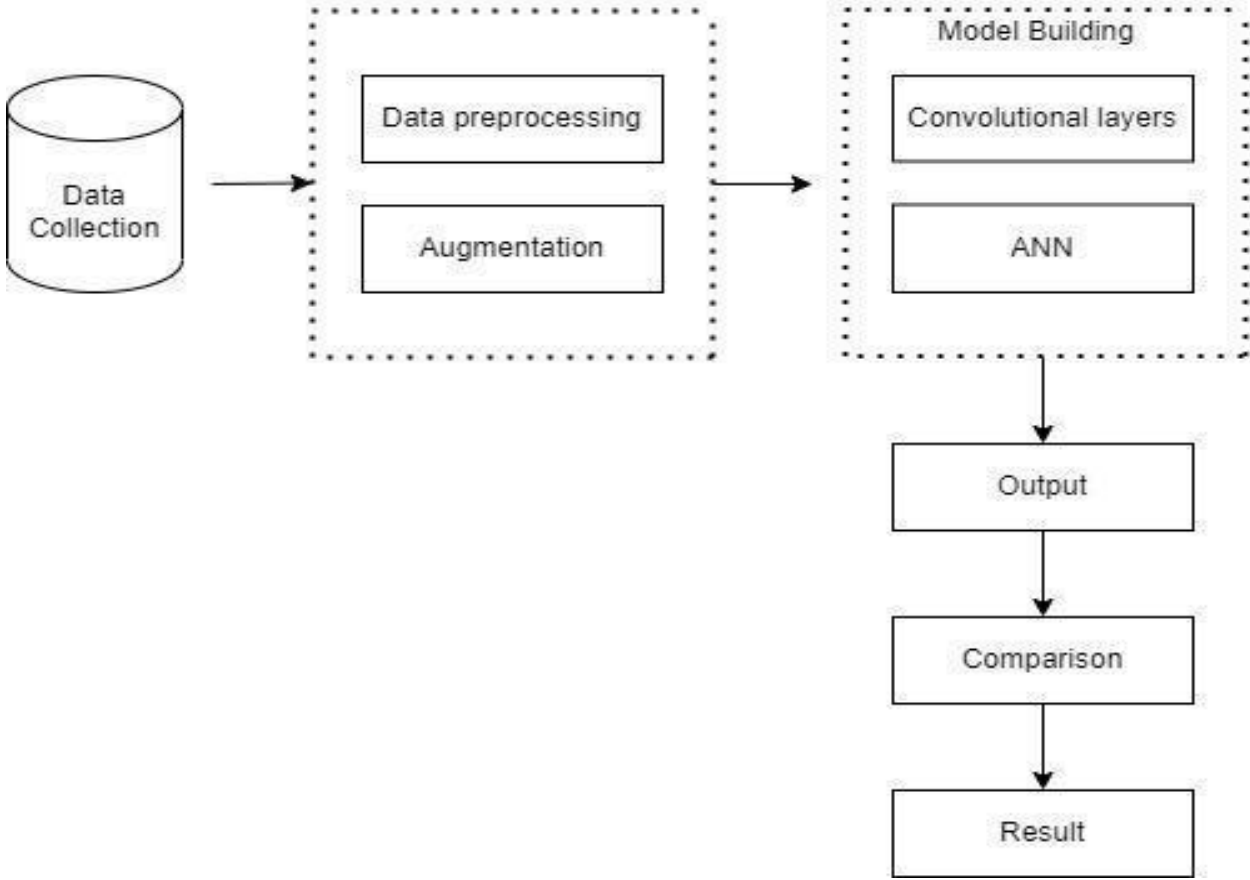 Data
Collection
Data preprocessing
Augmentation
Model Building
Convolutional layers
ANN
Output
Comparison
Result